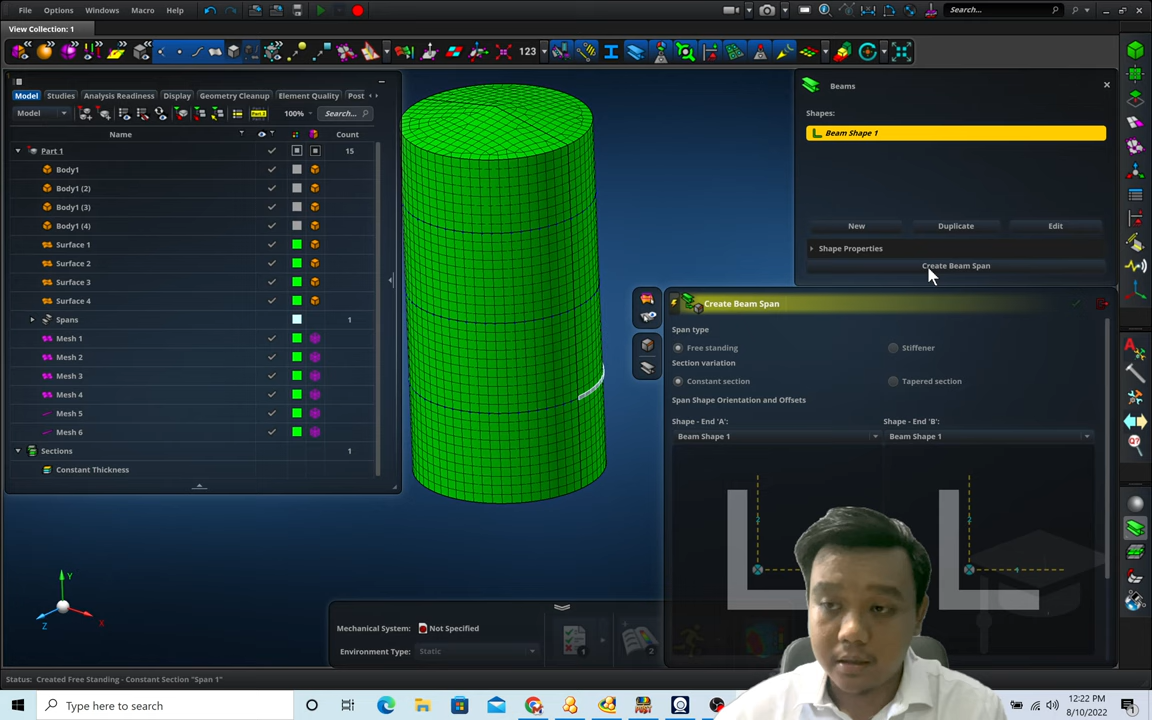 File Options Windows Macro Project Help
Search...
View Collection: 1
123
Model Studies Analysis Readiness Display Geometry Cleanup Element Quality Post
Model 100% Search...
Name Count
Part 1 15
Body1
Body1 (2)
Body1 (3)
Body1 (4)
Surface 1
Surface 2
Surface 3
Surface 4
Spans 1
Mesh 1
Mesh 2
Mesh 3
Mesh 4
Mesh 5
Mesh 6
Sections 1
Constant Thickness
Beams
Shapes:
Beam Shape 1
New Duplicate Edit
Shape Properties
Create Beam Span
Create Beam Span
Span type
Free standing Stiffener
Section variation
Constant section Tapered section
Span Shape Orientation and Offsets
Shape - End 'A': Shape - End 'B':
Beam Shape 1 Beam Shape 1
Y
Z X
Mechanical System: Not Specified
Environment Type: Static
1 2
Status: Created Free Standing - Constant Section "Span 1"
Type here to search
12:22 PM
8/10/2022